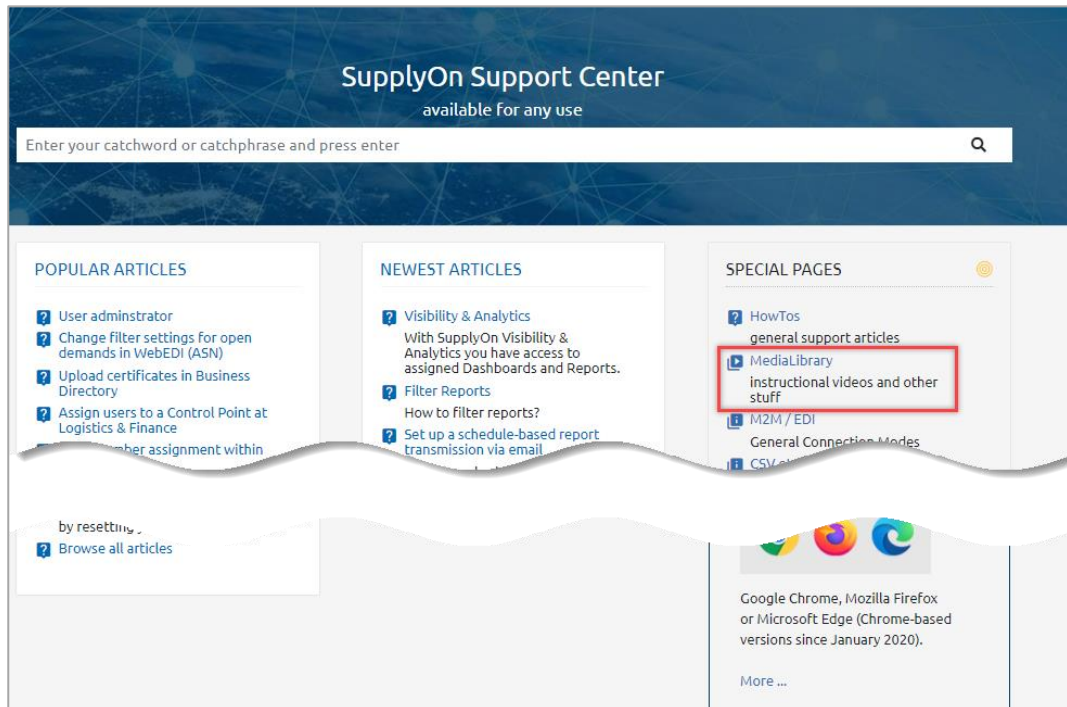 SupplyOn Support Center
available for any use
Enter your catchword or catchphrase and press enter
POPULAR ARTICLES
User adminstrator
Change filter settings for open
demands in WebEDI (ASN)
Upload certificates in Business
Directory
Assign users to a Control Point at
Logistics & Finance
assignment within
by resetting
Browse all articles
NEWEST ARTICLES
Visibility & Analytics
With SupplyOn Visibility &
Analytics you have access to
assigned Dashboards and Reports.
Filter Reports
How to filter reports?
Set up a schedule-based report
transmission via email
SPECIAL PAGES
HowTos
general support articles
MediaLibrary
instructional videos and other
stuff
M2M / EDI
General Connection Modes
CSV
Google Chrome, Mozilla Firefox
or Microsoft Edge (Chrome-based
versions since January 2020).
More ...